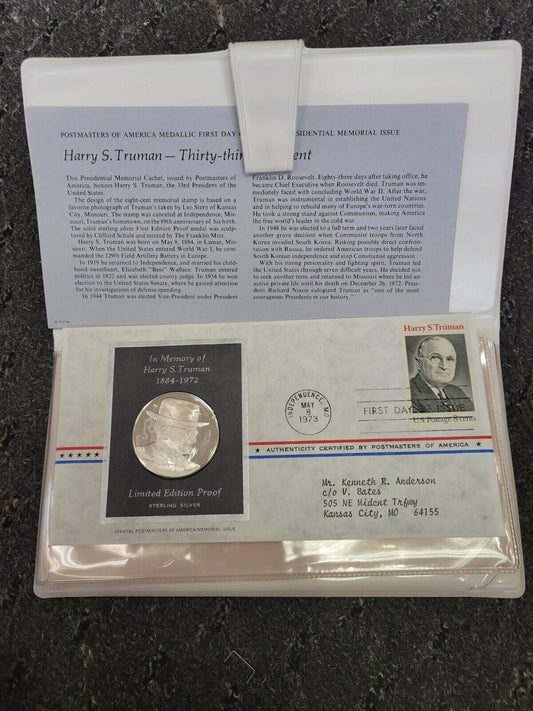 POSTMASTERS OF AMERICA MEDALLIC FIRST DAY ESIDENTIAL MEMORIAL ISSUE
Harry S. Truman — Thirty-thir ent
This Presidential Memorial Cachet, issued by Postmasters of
America, honors Harry S. Truman, the 33rd President of the
United States.
The design of the eight-cent memorial stamp is based on a
favorite photograph of Truman's taken by Leo Stern of Kansas
City, Missouri. The stamp was canceled at Independence, Mis-
souri, Truman's hometown, on the 89th anniversary of his birth.
The solid sterling silver First Edition Proof medal was sculp-
tured by Clifford Schule and minted by The Franklin Mint.
Harry S. Truman was born on May 8, 1884, in Lamar, Mis-
souri. When the United States entered World War I, he com-
manded the 129th Field Artillery Battery in Europe.
In 1919 he returned to Independence, and married his child-
hood sweetheart, Elizabeth "Bess" Wallace. Truman entered
politics in 1922 and was elected county judge. In 1934 he won
election to the United States Senate, where he gained attention
for his investigations of defense spending.
In 1944 Truman was elected Vice-President under President
Franklin D. Roosevelt. Eighty-three days after taking office, he
became Chief Executive when Roosevelt died. Truman was im-
mediately faced with concluding World War II. After the war,
Truman was instrumental in establishing the United Nations
and in helping to rebuild many of Europe's war-torn countries.
He took a strong stand against Communism, making America
the free world's leader in the cold war.
In 1948 he was elected to a full term and two years later faced
another grave decision when Communist troops from North
Korea invaded South Korea. Risking possible direct confron-
tation with Russia, he ordered American troops to help defend
South Korean independence and stop Communist aggression.
With his strong personality and fighting spirit, Truman led
the United States through seven difficult years. He decided not
to seek another term and returned to Missouri where he led an
active private life until his death on December 26, 1972. Presi-
dent Richard Nixon eulogized Truman as "one of the most
courageous Presidents in our history."
In Memory of
Harry S. Truman
1884-1972
Limited Edition Proof
STERLING SILVER
OFFICIAL POSTMASTERS OF AMERICA MEMORIAL ISSUE
Harry S. Truman
INDEPENDENCE, MO
MAY
8
1973
FIRST DAY OF ISSUE
U.S. Postage 8 cents
★ AUTHENTICITY CERTIFIED BY POSTMASTERS OF AMERICA ★
Mr. Kenneth R. Anderson
c/o V. Bates
505 NE Mident Trfwy
Kansas City, MO 64155